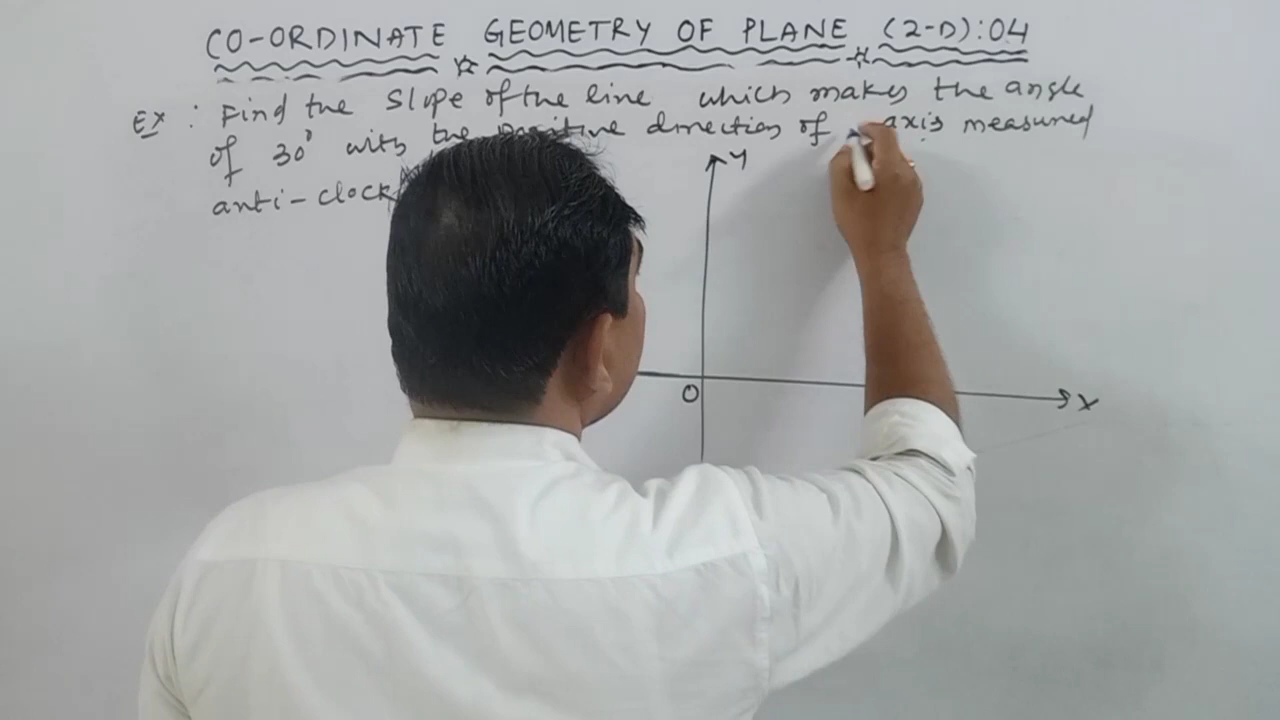 CO-ORDINATE GEOMETRY OF PLANE (2-D):04
Ex : Find the Slope of the line which makes the angle
of 30° with the positive direction of axis measured
anti-clock
Y
O
X